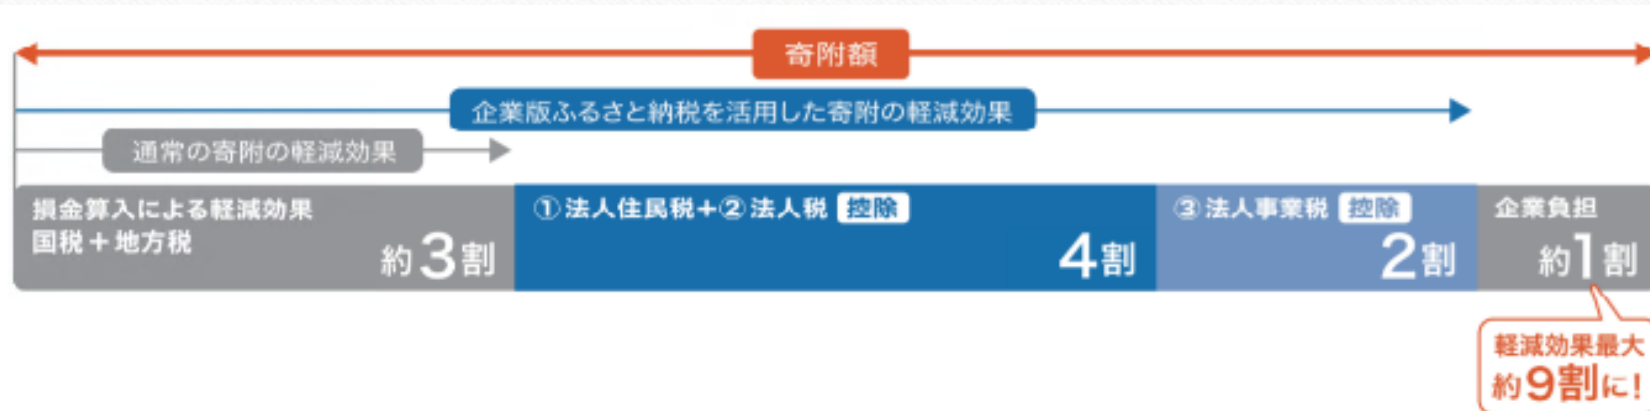 寄附額
企業版ふるさと納税を活用した寄附の軽減効果
通常の寄附の軽減効果
損金算入による軽減効果
国税+地方税
約3割
①法人住民税+②法人税 控除
4割
③法人事業税 控除
2割
企業負担
約1割
軽減効果最大
約9割に!